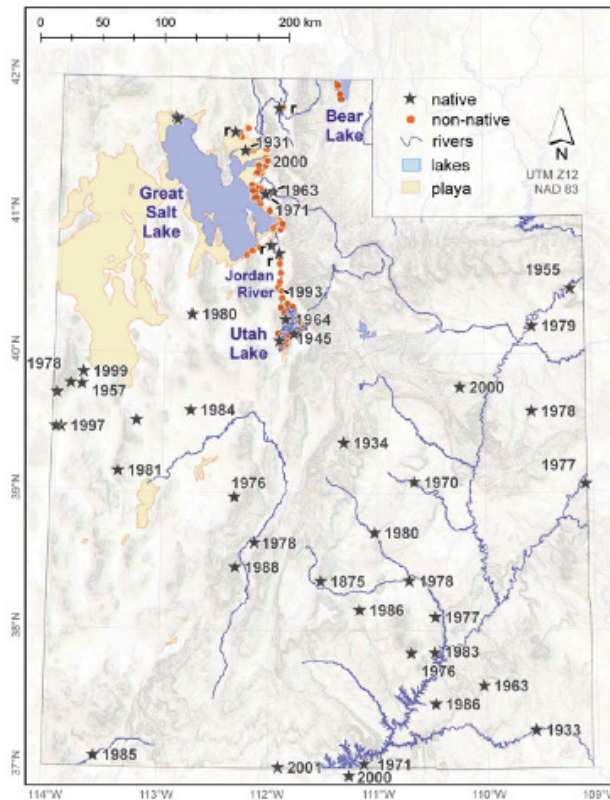 0 50 100 200 km
42°N
native
non-native
rivers
lakes
playa
N
UTM Z12
NAD 83
Bear
Lake
r
r
1931
2000
Great
Salt
Lake
1963
41°N
1971
r
r
Jordan
River
1955
1993
1980
1964
1979
Utah
Lake
1945
40°N
1978
1999
1957
2000
1984
1978
1997
1934
1981
1976
1970
1977
39°N
1980
1978
1988
1875
1978
1986
1977
38°N
1983
1976
1963
1986
1933
1985
37°N
2001
1971
2000
114°W 113°W 112°W 111°W 110°W 109°W